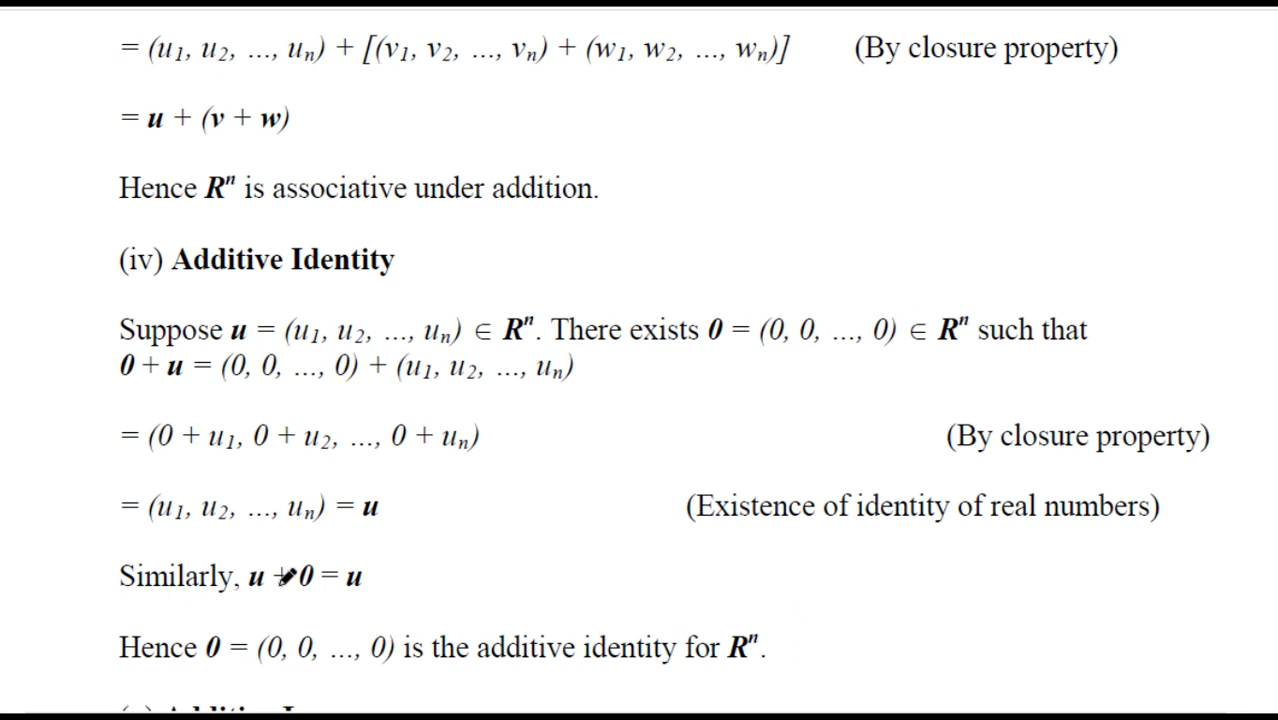 = (u1, u2, ..., un) + [(v1, v2, ..., vn) + (w1, w2, ..., wn)] (By closure property)
= u + (v + w)
Hence Rⁿ is associative under addition.
(iv) Additive Identity
Suppose u = (u1, u2, ..., un) ∈ Rⁿ. There exists 0 = (0, 0, ..., 0) ∈ Rⁿ such that
0 + u = (0, 0, ..., 0) + (u1, u2, ..., un)
= (0 + u1, 0 + u2, ..., 0 + un) (By closure property)
= (u1, u2, ..., un) = u (Existence of identity of real numbers)
Similarly, u + 0 = u
Hence 0 = (0, 0, ..., 0) is the additive identity for Rⁿ.